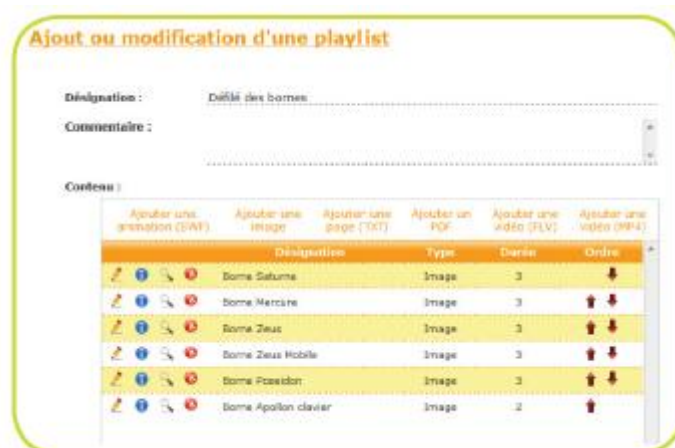 Ajout ou modification d'une playlist
Désignation : Défilé des bornes
Commentaire :
Contenu :
Ajouter une animation (SWF) Ajouter une image Ajouter une page (TXT) Ajouter un PDF Ajouter une vidéo (FLV) Ajouter une vidéo (MP4)
Désignation Type Durée Ordre
Borne Saturne Image 3
Borne Mercure Image 3
Borne Zeus Image 3
Borne Zeus Mobile Image 3
Borne Poseidon Image 3
Borne Apollon clavier Image 2